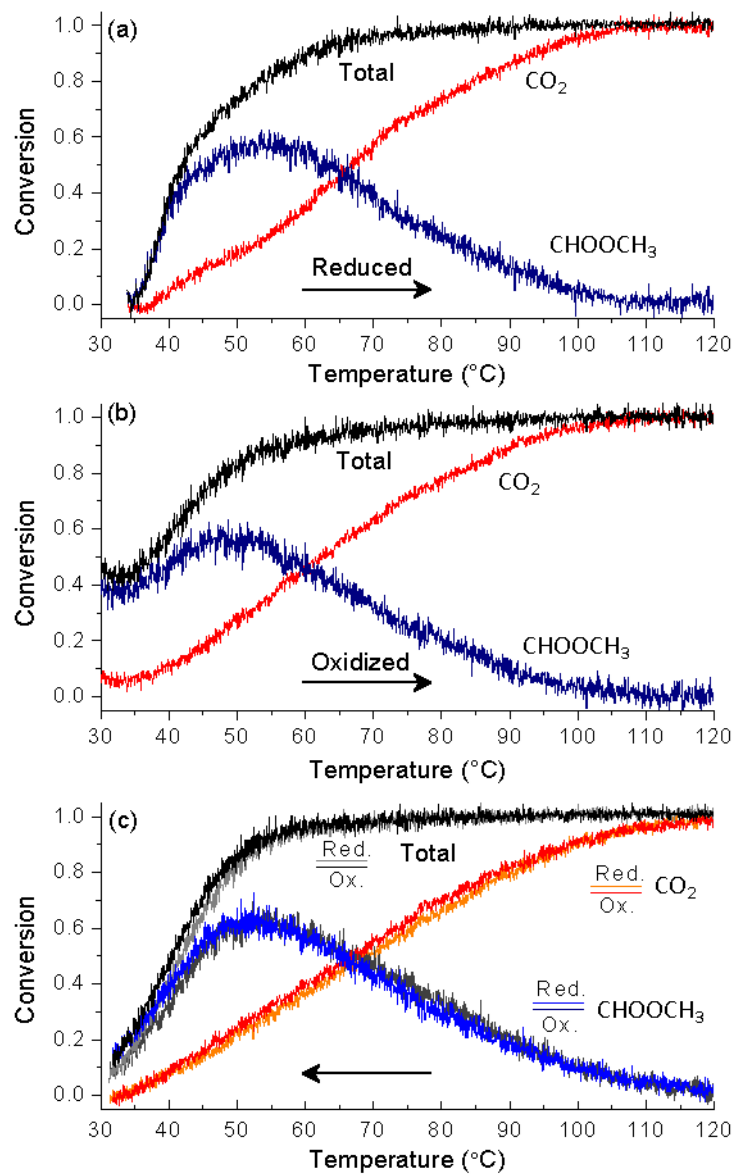 (a)
1.0
0.8
0.6
0.4
0.2
0.0
Conversion
Total
CO₂
CHOOCH₃
Reduced
30 40 50 60 70 80 90 100 110 120
Temperature (°C)
(b)
1.0
0.8
0.6
0.4
0.2
0.0
Conversion
Total
CO₂
CHOOCH₃
Oxidized
30 40 50 60 70 80 90 100 110 120
Temperature (°C)
(c)
1.0
0.8
0.6
0.4
0.2
0.0
Conversion
Red.
Ox.
Total
Red.
Ox.
CO₂
Red.
Ox.
CHOOCH₃
30 40 50 60 70 80 90 100 110 120
Temperature (°C)